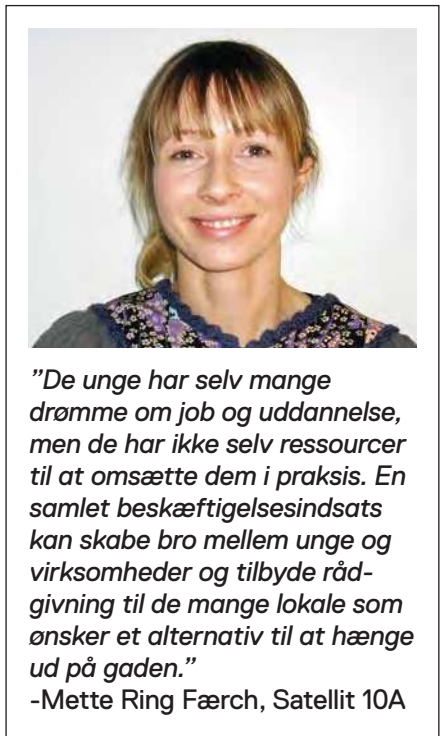 ”De unge har selv mange
drømme om job og uddannelse,
men de har ikke selv ressourcer
til at omsætte dem i praksis. En
samlet beskæftigelsesindsats
kan skabe bro mellem unge og
virksomheder og tilbyde råd-
givning til de mange lokale som
ønsker et alternativ til at hænge
ud på gaden.”
-Mette Ring Færch, Satellit 10A